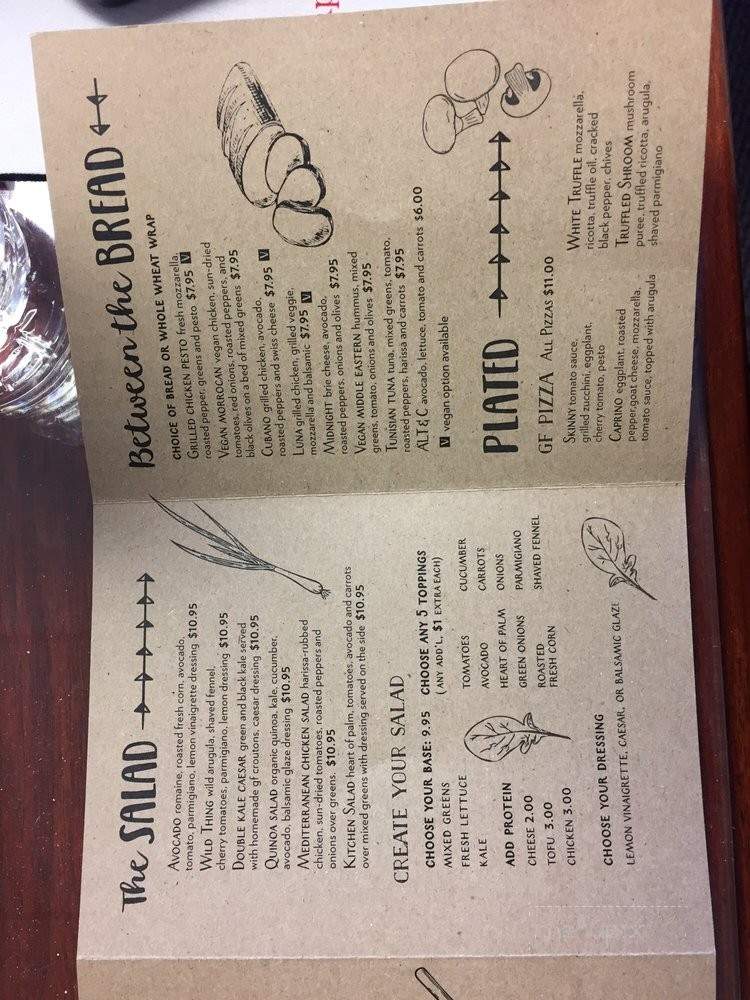 The SALAD
AVOCADO romaine, roasted fresh corn, avocado,
tomato, parmigiano, lemon vinaigrette dressing $10.95
WILD THING wild arugula, shaved fennel,
cherry tomatoes, parmigiano, lemon dressing $10.95
DOUBLE KALE CAESAR green and black kale served
with homemade gf croutons, caesar dressing $10.95
QUINOA SALAD organic quinoa, kale, cucumber,
avocado, balsamic glaze dressing $10.95
MEDITERRANEAN CHICKEN SALAD harissa-rubbed
chicken, sun-dried tomatoes, roasted peppers and
onions over greens. $10.95
KITCHEN SALAD heart of palm, tomatoes, avocado and carrots
over mixed greens with dressing served on the side $10.95
CREATE YOUR SALAD
CHOOSE YOUR BASE: 9.95
MIXED GREENS
FRESH LETTUCE
KALE
ADD PROTEIN
CHEESE 2.00
TOFU 3.00
CHICKEN 3.00
CHOOSE ANY 5 TOPPINGS
(ANY ADD'L, $1 EXTRA EACH)
TOMATOES
AVOCADO
HEART OF PALM
GREEN ONIONS
ROASTED
FRESH CORN
CUCUMBER
CARROTS
ONIONS
PARMIGIANO
SHAVED FENNEL
CHOOSE YOUR DRESSING
LEMON VINAIGRETTE, CAESAR, OR BALSAMIC GLAZE
Between the BREAD
CHOICE OF BREAD OR WHOLE WHEAT WRAP
GRILLED CHICKEN PESTO fresh mozzarella,
roasted pepper, greens and pesto $7.95 V
VEGAN MORROCAN vegan chicken, sun-dried
tomatoes, red onions, roasted peppers, and
black olives on a bed of mixed greens $7.95
CUBANO grilled chicken, avocado,
roasted peppers and swiss cheese $7.95 V
LUNA grilled chicken, grilled veggie,
mozzarella and balsamic $7.95 V
MIDNIGHT brie cheese, avocado,
roasted peppers, onions and olives $7.95
VEGAN MIDDLE EASTERN hummus, mixed
greens, tomato, onions and olives $7.95
TUNISIAN TUNA tuna, mixed greens, tomato,
roasted peppers, harissa and carrots $7.95
ALT & C avocado, lettuce, tomato and carrots $6.00
V vegan option available
PLATED
GF PIZZA ALL PIZZAS $11.00
SKINNY tomato sauce,
grilled zucchini, eggplant,
cherry tomato, pesto
CAPRINO eggplant, roasted
pepper, goat cheese, mozzarella,
tomato sauce, topped with arugula
WHITE TRUFFLE mozzarella,
ricotta, truffle oil, cracked
black pepper, chives
TRUFFLED SHROOM mushroom
puree, truffled ricotta, arugula,
shaved parmigiano